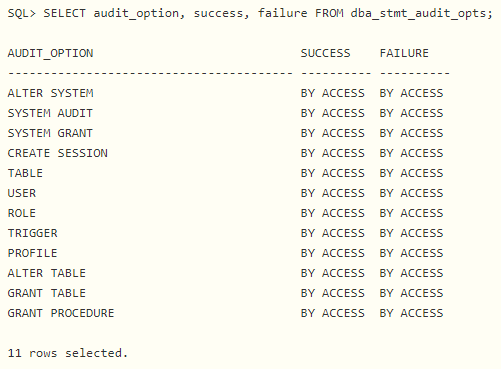 SQL> SELECT audit_option, success, failure FROM dba_stmt_audit_opts;
AUDIT_OPTION SUCCESS FAILURE
---------------------------------------- ---------- ----------
ALTER SYSTEM BY ACCESS BY ACCESS
SYSTEM AUDIT BY ACCESS BY ACCESS
SYSTEM GRANT BY ACCESS BY ACCESS
CREATE SESSION BY ACCESS BY ACCESS
TABLE BY ACCESS BY ACCESS
USER BY ACCESS BY ACCESS
ROLE BY ACCESS BY ACCESS
TRIGGER BY ACCESS BY ACCESS
PROFILE BY ACCESS BY ACCESS
ALTER TABLE BY ACCESS BY ACCESS
GRANT TABLE BY ACCESS BY ACCESS
GRANT PROCEDURE BY ACCESS BY ACCESS
11 rows selected.